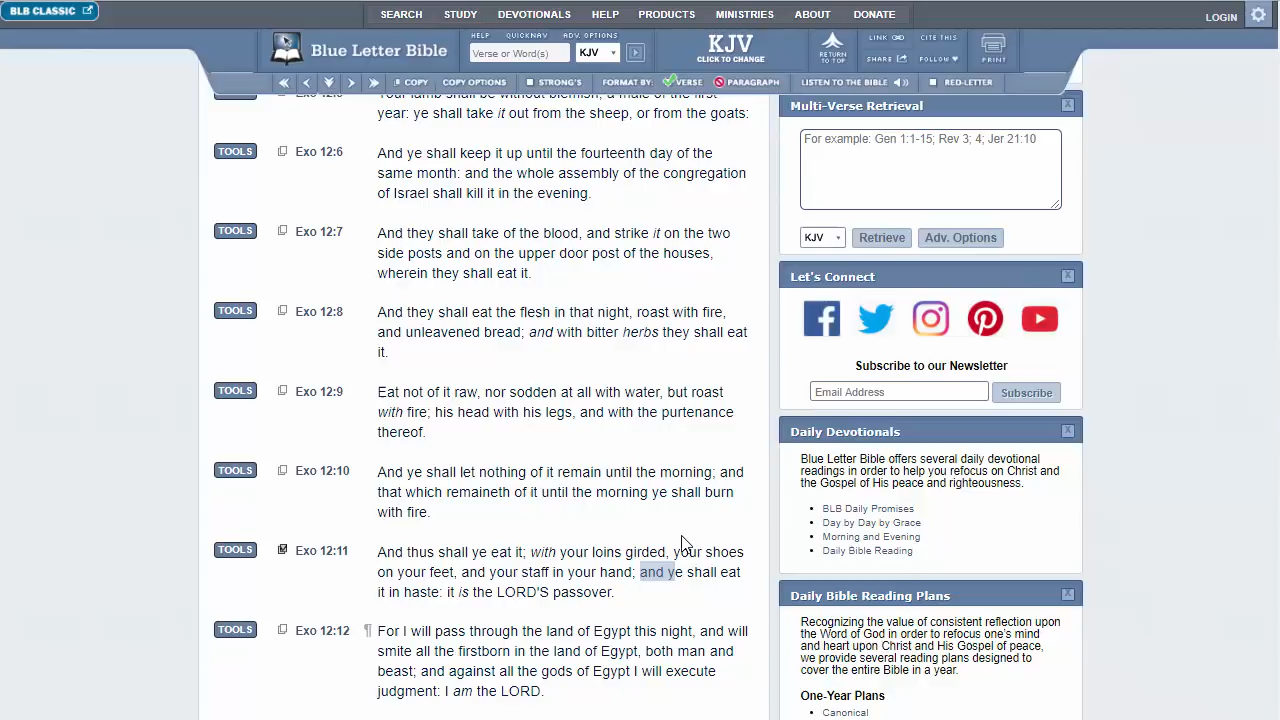 BLB CLASSIC
SEARCH STUDY DEVOTIONALS HELP PRODUCTS MINISTRIES ABOUT DONATE
LOGIN
Blue Letter Bible
HELP QUICKNAV ADV. OPTIONS
Verse or Word(s) KJV
KJV
CLICK TO CHANGE
RETURN
TO TOP
LINK CITE THIS
SHARE FOLLOW
PRINT
COPY COPY OPTIONS STRONG'S FORMAT BY: VERSE PARAGRAPH LISTEN TO THE BIBLE RED-LETTER
year: ye shall take it out from the sheep, or from the goats:
TOOLS Exo 12:6 And ye shall keep it up until the fourteenth day of the
same month: and the whole assembly of the congregation
of Israel shall kill it in the evening.
TOOLS Exo 12:7 And they shall take of the blood, and strike it on the two
side posts and on the upper door post of the houses,
wherein they shall eat it.
TOOLS Exo 12:8 And they shall eat the flesh in that night, roast with fire,
and unleavened bread; and with bitter herbs they shall eat
it.
TOOLS Exo 12:9 Eat not of it raw, nor sodden at all with water, but roast
with fire; his head with his legs, and with the purtenance
thereof.
TOOLS Exo 12:10 And ye shall let nothing of it remain until the morning; and
that which remaineth of it until the morning ye shall burn
with fire.
TOOLS Exo 12:11 And thus shall ye eat it; with your loins girded, your shoes
on your feet, and your staff in your hand; and ye shall eat
it in haste: it is the LORD'S passover.
TOOLS Exo 12:12 ¶ For I will pass through the land of Egypt this night, and will
smite all the firstborn in the land of Egypt, both man and
beast; and against all the gods of Egypt I will execute
judgment: I am the LORD.
Multi-Verse Retrieval X
For example: Gen 1:1-15; Rev 3; 4; Jer 21:10
KJV Retrieve Adv. Options
Let's Connect X
Subscribe to our Newsletter
Email Address Subscribe
Daily Devotionals X
Blue Letter Bible offers several daily devotional
readings in order to help you refocus on Christ and
the Gospel of His peace and righteousness.
• BLB Daily Promises
• Day by Day by Grace
• Morning and Evening
• Daily Bible Reading
Daily Bible Reading Plans X
Recognizing the value of consistent reflection upon
the Word of God in order to refocus one's mind
and heart upon Christ and His Gospel of peace,
we provide several reading plans designed to
cover the entire Bible in a year.
One-Year Plans
• Canonical